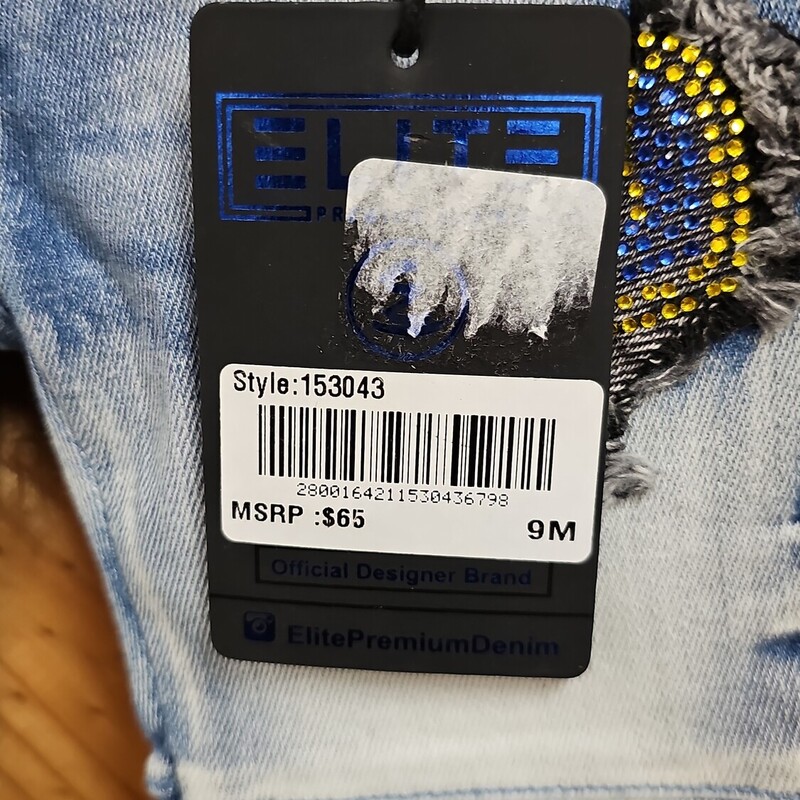 ELITE
Style:153043
2800164211530436798
MSRP :$65
9M
Official Designer Brand
ElitePremiumDenim